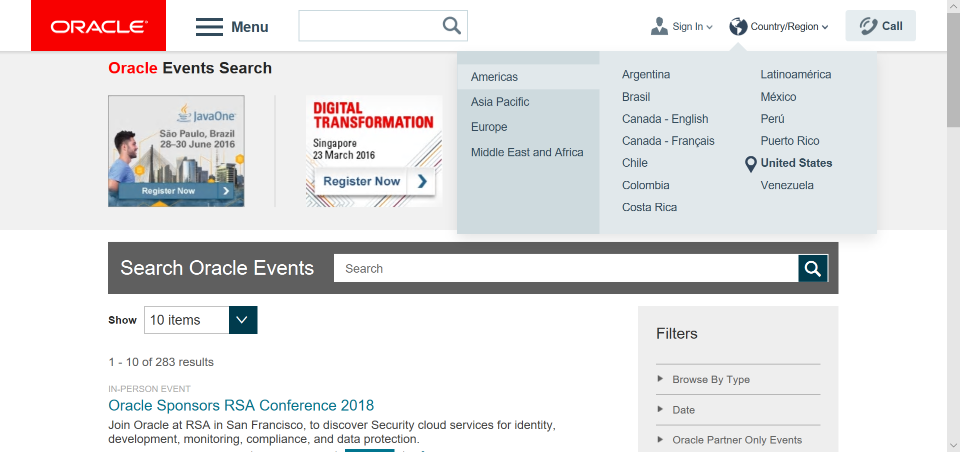 ORACLE
Menu
Sign In
Country/Region
Call
Oracle Events Search
JavaOne
São Paulo, Brazil
28–30 June 2016
Register Now
DIGITAL
TRANSFORMATION
Singapore
23 March 2016
Register Now
Americas
Asia Pacific
Europe
Middle East and Africa
Argentina
Brasil
Canada - English
Canada - Français
Chile
Colombia
Costa Rica
Latinoamérica
México
Perú
Puerto Rico
United States
Venezuela
Search Oracle Events
Search
Show
10 items
1 - 10 of 283 results
IN-PERSON EVENT
Oracle Sponsors RSA Conference 2018
Join Oracle at RSA in San Francisco, to discover Security cloud services for identity,
development, monitoring, compliance, and data protection.
Filters
Browse By Type
Date
Oracle Partner Only Events